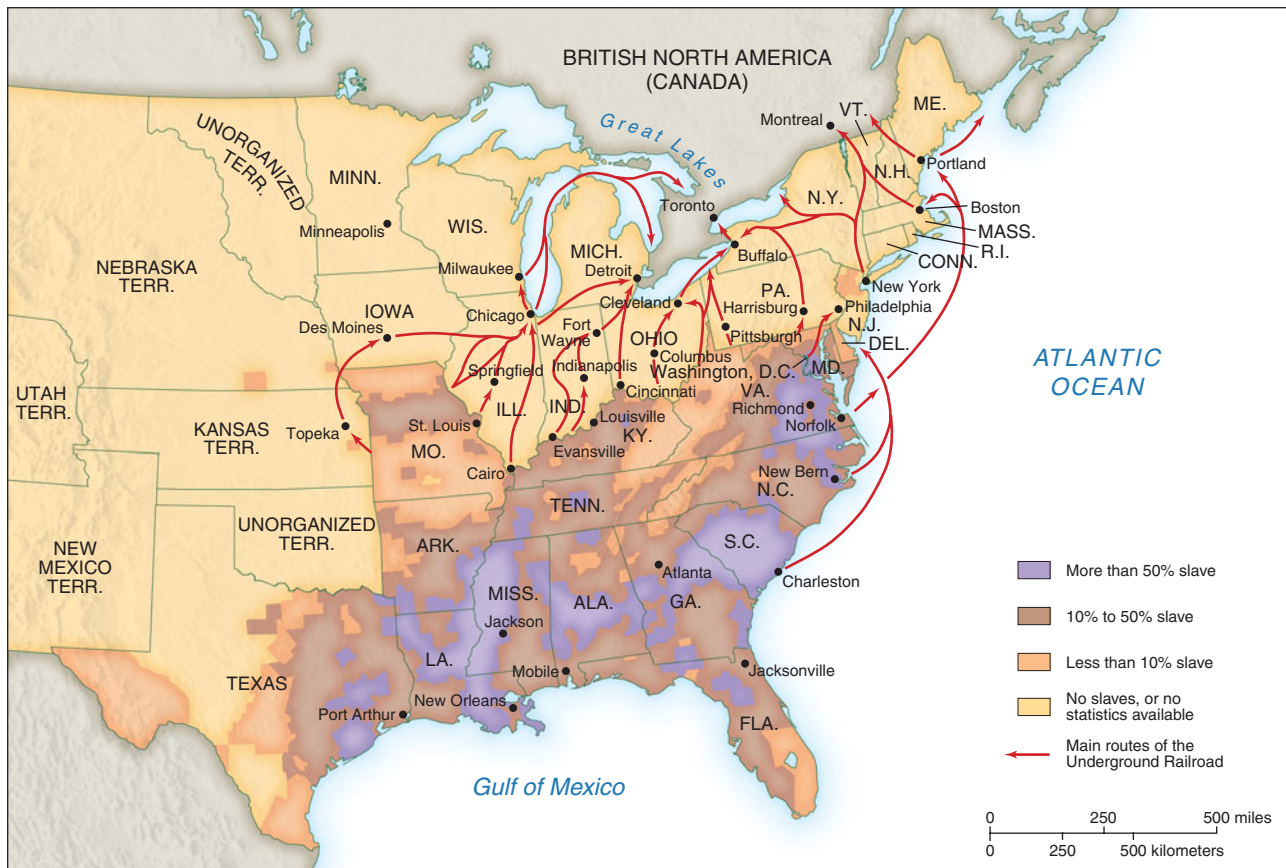 BRITISH NORTH AMERICA
(CANADA)
Great Lakes
UNORGANIZED
TERR.
MINN.
Minneapolis
WIS.
MICH.
Milwaukee
Detroit
Toronto
Buffalo
Montreal
VT.
ME.
N.H.
Portland
N.Y.
Boston
MASS.
R.I.
CONN.
New York
NEBRASKA
TERR.
IOWA
Des Moines
Chicago
Fort
Wayne
Cleveland
OHIO
PA.
Harrisburg
Pittsburgh
Philadelphia
N.J.
DEL.
Columbus
Indianapolis
Springfield
Washington,
D.C.
MD.
VA.
ILL.
IND.
Cincinnati
Richmond
Norfolk
UTAH
TERR.
KANSAS
TERR.
Topeka
St. Louis
MO.
Louisville
KY.
Evansville
Cairo
New Bern
N.C.
ATLANTIC
OCEAN
NEW
MEXICO
TERR.
UNORGANIZED
TERR.
TENN.
ARK.
S.C.
Charleston
Atlanta
MISS.
ALA.
GA.
Jackson
LA.
Mobile
Jacksonville
TEXAS
New Orleans
Port Arthur
FLA.
Gulf of Mexico
More than 50% slave
10% to 50% slave
Less than 10% slave
No slaves, or no
statistics available
Main routes of the
Underground Railroad
0 250 500 miles
0 250 500 kilometers